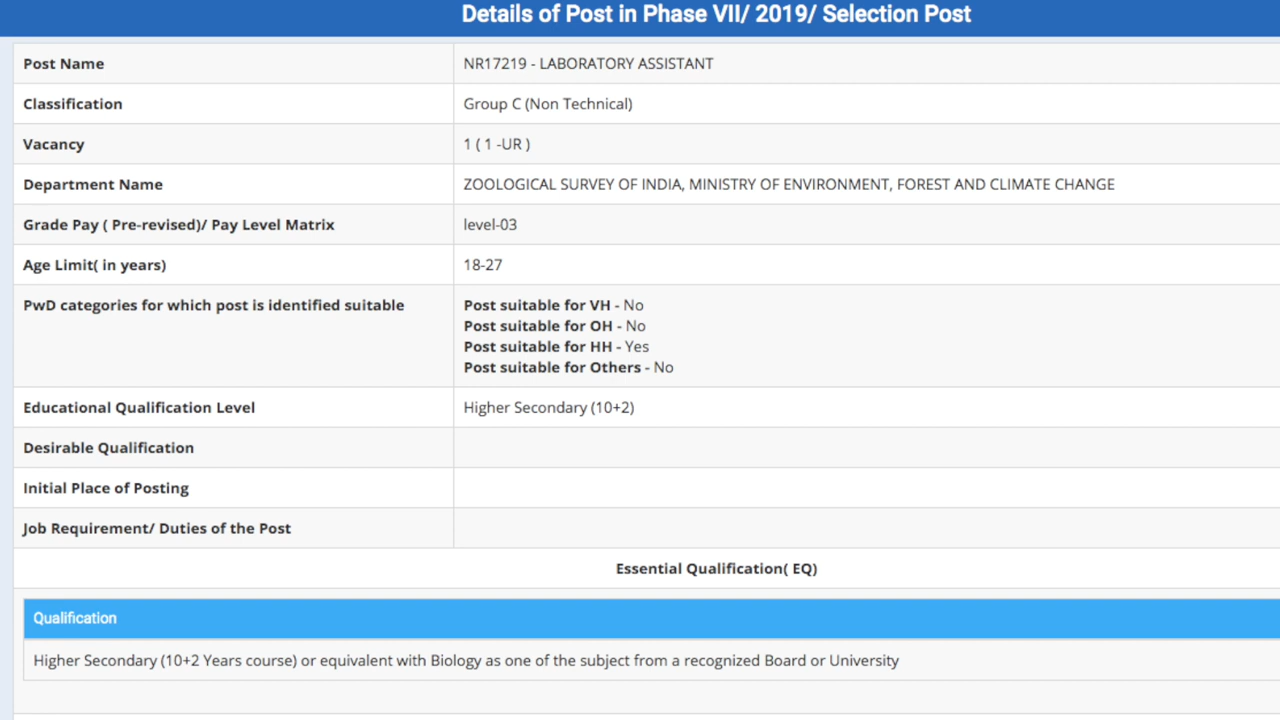 Details of Post in Phase VII/ 2019/ Selection Post
Post Name NR17219 - LABORATORY ASSISTANT
Classification Group C (Non Technical)
Vacancy 1 ( 1 -UR )
Department Name ZOOLOGICAL SURVEY OF INDIA, MINISTRY OF ENVIRONMENT, FOREST AND CLIMATE CHANGE
Grade Pay ( Pre-revised)/ Pay Level Matrix level-03
Age Limit( in years) 18-27
PwD categories for which post is identified suitable Post suitable for VH - No
Post suitable for OH - No
Post suitable for HH - Yes
Post suitable for Others - No
Educational Qualification Level Higher Secondary (10+2)
Desirable Qualification
Initial Place of Posting
Job Requirement/ Duties of the Post
Essential Qualification( EQ)
Qualification
Higher Secondary (10+2 Years course) or equivalent with Biology as one of the subject from a recognized Board or University